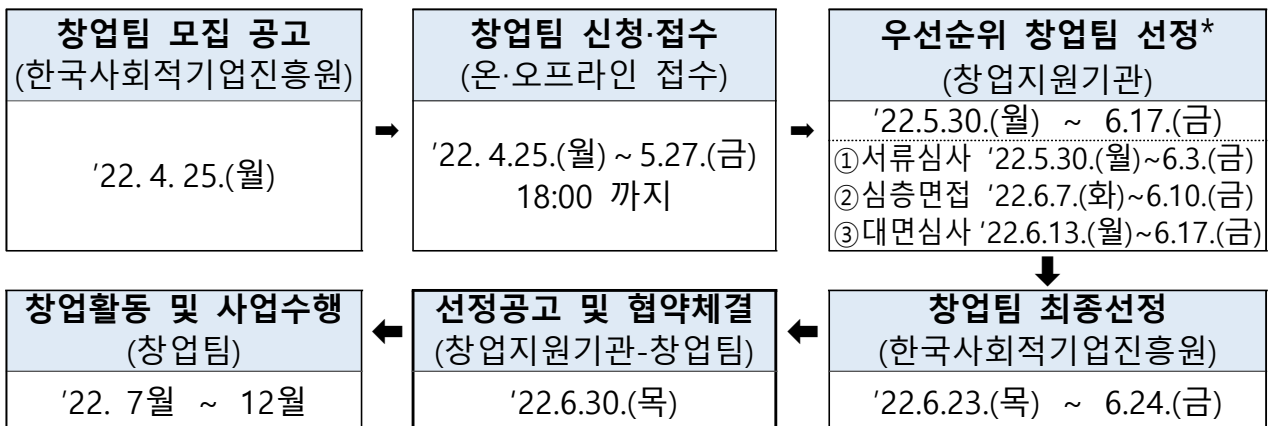 창업팀 모집 공고
(한국사회적기업진흥원)
'22. 4. 25.(월)
➡
창업팀 신청·접수
(온·오프라인 접수)
'22. 4.25.(월) ~ 5.27.(금)
18:00 까지
➡
우선순위 창업팀 선정*
(창업지원기관)
'22.5.30.(월) ~ 6.17.(금)
①서류심사 '22.5.30.(월)~6.3.(금)
②심층면접 '22.6.7.(화)~6.10.(금)
③대면심사 '22.6.13.(월)~6.17.(금)
⬇
창업팀 최종선정
(한국사회적기업진흥원)
'22.6.23.(목) ~ 6.24.(금)
⬅
선정공고 및 협약체결
(창업지원기관-창업팀)
'22.6.30.(목)
⬅
창업활동 및 사업수행
(창업팀)
'22. 7월 ~ 12월